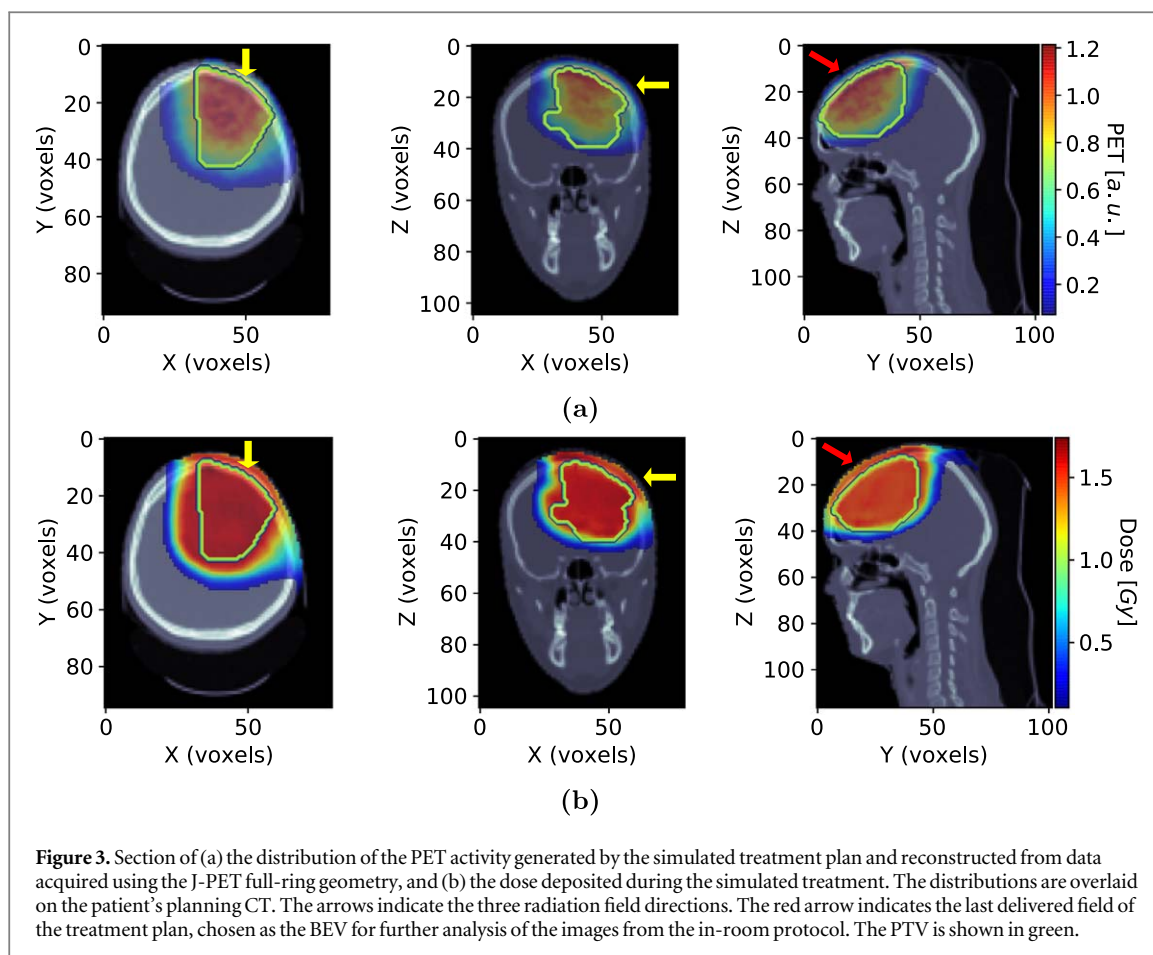 0
20
40
60
80
Y (voxels)
0
50
X (voxels)
0
20
40
60
80
100
Z (voxels)
0
50
X (voxels)
0
20
40
60
80
100
Z (voxels)
0
50
100
Y (voxels)
1.2
1.0
0.8
0.6
0.4
0.2
PET [a.u.]
(a)
0
20
40
60
80
Y (voxels)
0
50
X (voxels)
0
20
40
60
80
100
Z (voxels)
0
50
X (voxels)
0
20
40
60
80
100
Z (voxels)
0
50
100
Y (voxels)
1.5
1.0
0.5
Dose [Gy]
(b)
Figure 3. Section of (a) the distribution of the PET activity generated by the simulated treatment plan and reconstructed from data
acquired using the J-PET full-ring geometry, and (b) the dose deposited during the simulated treatment. The distributions are overlaid
on the patient's planning CT. The arrows indicate the three radiation field directions. The red arrow indicates the last delivered field of
the treatment plan, chosen as the BEV for further analysis of the images from the in-room protocol. The PTV is shown in green.